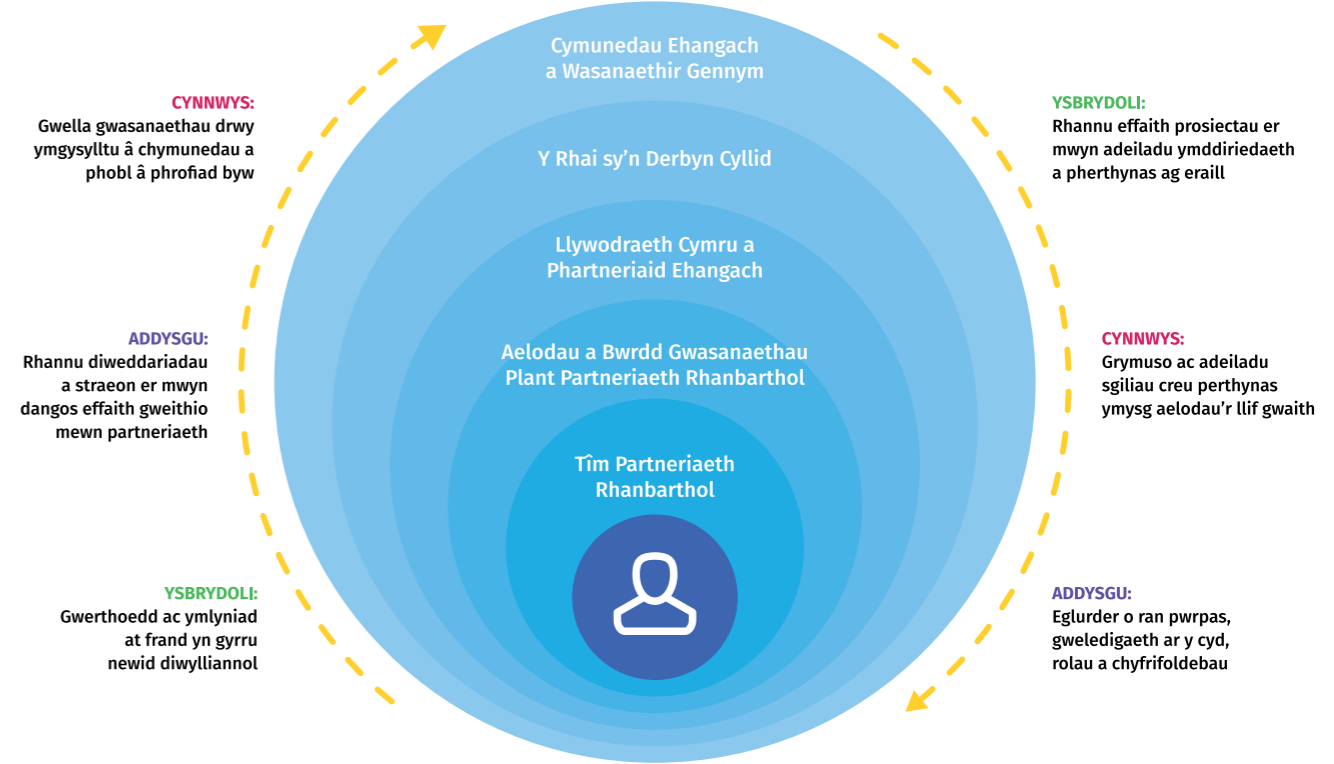 Cymunedau Ehangach
a Wasanaethir Gennym
Y Rhai sy’n Derbyn Cyllid
Llywodraeth Cymru a
Phartneriaid Ehangach
Aelodau a Bwrdd Gwasanaethau
Plant Partneriaeth Rhanbarthol
Tîm Partneriaeth
Rhanbarthol
CYNNWYS:
Gwella gwasanaethau drwy
ymgysylltu â chymunedau a
phobl â phrofiad byw
ADDYSGU:
Rhannu diweddariadau
a straeon er mwyn
dangos effaith gweithio
mewn partneriaeth
YSBRYDOLI:
Gwerthoedd ac ymlyniad
at frand yn gyrru
newid diwylliannol
YSBRYDOLI:
Rhannu effaith prosiectau er
mwyn adeiladu ymddiriedaeth
a pherthynas ag eraill
CYNNWYS:
Grymuso ac adeiladu
sgiliau creu perthynas
ymysg aelodau’r llif gwaith
ADDYSGU:
Eglurder o ran pwrpas,
gweledigaeth ar y cyd,
rolau a chyfrifoldebau